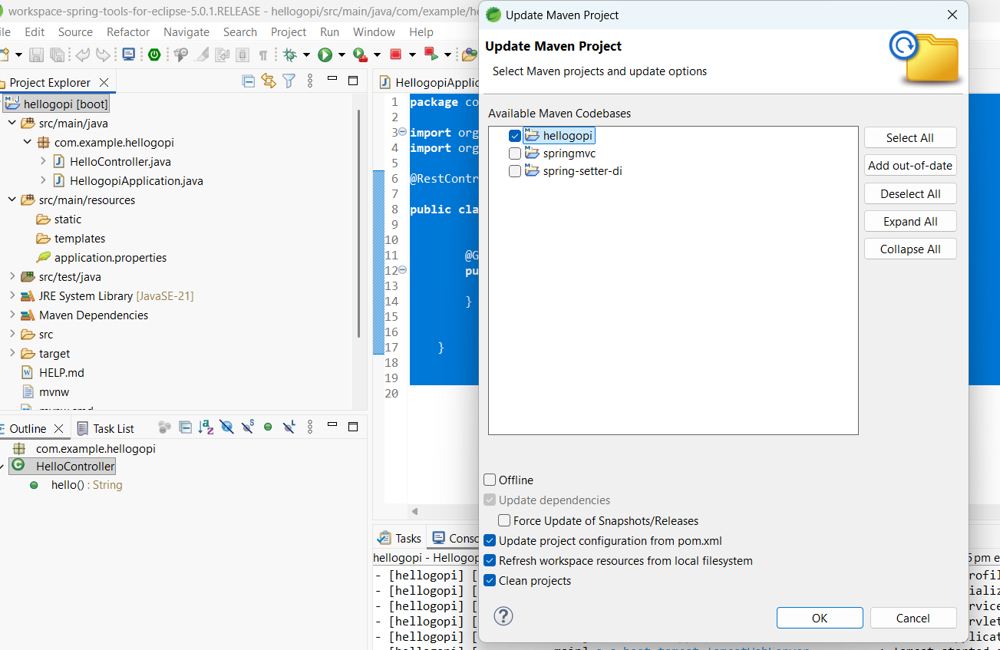 workspace-spring-tools-for-eclipse-5.0.1.RELEASE - hellogopi/src/main/java/com/example/he
Edit Source Refactor Navigate Search Project Run Window Help
Project Explorer
hellogopi [boot]
src/main/java
com.example.hellogopi
HelloController.java
HellogopiApplication.java
src/main/resources
static
templates
application.properties
src/test/java
JRE System Library [JavaSE-21]
Maven Dependencies
src
target
HELP.md
mvnw
Outline Task List
com.example.hellogopi
HelloController
hello() : String
HellogopiApplic
1 package co
2
3 import org
4 import org
5
6 @RestContr
7
8 public cla
9
10
11 @G
12 pu
13
14 }
15
16
17 }
18
19
20
Tasks Conso
hellogopi - Hellogop
- [hellogopi] [
- [hellogopi] [
- [hellogopi] [
- [hellogopi] [
- [hellogopi] [
Update Maven Project
Update Maven Project
Select Maven projects and update options
Available Maven Codebases
hellogopi
springmvc
spring-setter-di
Select All
Add out-of-date
Deselect All
Expand All
Collapse All
Offline
Update dependencies
Force Update of Snapshots/Releases
Update project configuration from pom.xml
Refresh workspace resources from local filesystem
Clean projects
OK Cancel
5 pm e
rofil
ializ
rvice
rvlet
plicat